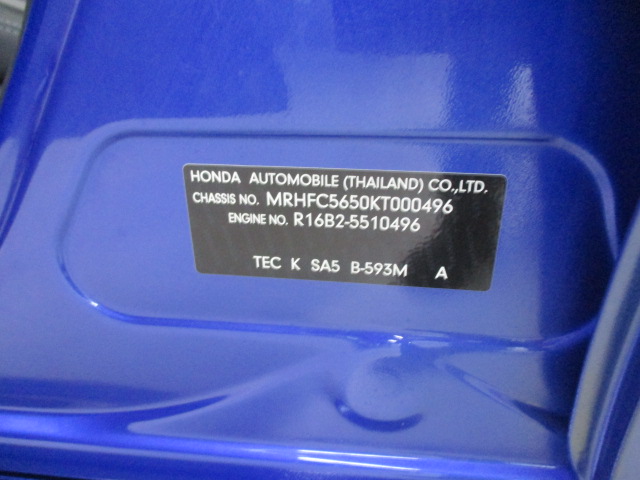 HONDA AUTOMOBILE (THAILAND) CO.,LTD.
CHASSIS NO. MRHFC5650KT000496
ENGINE NO. R16B2-5510496
TEC K SA5 B-593M A